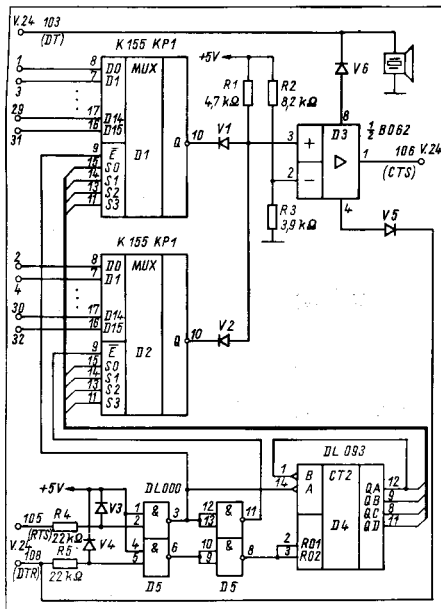 V.24 103
(DT)
K 155 KP1
+5V
1
8
D0
MUX
3
7
D1
29
17
D14
31
16
D15
9
E
15
S0
14
S1
13
S2
11
S3
D1
Q
10
V1
R1
4,7 kΩ
R2
8,2 kΩ
V6
8
D3
½ B062
3
+
2
−
1
106
V.24
(CTS)
4
V5
R3
3,9 kΩ
K 155 KP1
2
8
D0
MUX
4
7
D1
30
17
D14
32
16
D15
9
E
15
S0
14
S1
13
S2
11
S3
D2
Q
10
V2
DL 093
1
B
CT2
14
A
QA
12
QB
9
QC
8
QD
11
D4
2
R01
3
R02
+5V
DL000
V3
V4
1
&
3
2
4
&
6
5
D5
12
&
11
13
10
&
8
9
D5
105
R4
(RTS)
22 kΩ
V.24
108
R5
(DTR)
22 kΩ